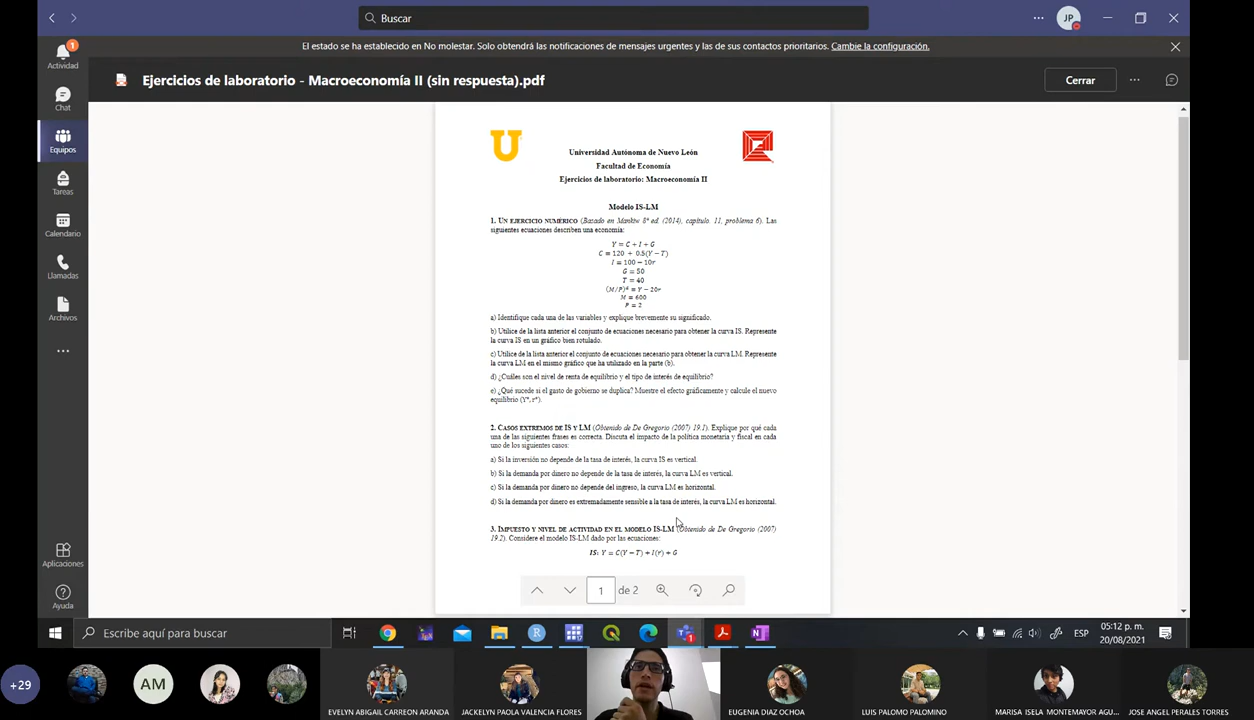 Buscar
JP
El estado se ha establecido en No molestar. Solo obtendrá las notificaciones de mensajes urgentes y las de sus contactos prioritarios. Cambie la configuración.
1
Actividad
Chat
Equipos
Tareas
Calendario
Llamadas
Archivos
Aplicaciones
Ayuda
Ejercicios de laboratorio - Macroeconomía II (sin respuesta).pdf
Cerrar
U
Universidad Autónoma de Nuevo León
Facultad de Economía
Ejercicios de laboratorio: Macroeconomía II
Modelo IS-LM
1. UN EJERCICIO NUMÉRICO (Basado en Mankiw 8ª ed. (2014), capítulo. 11, problema 6). Las
siguientes ecuaciones describen una economía:
Y = C + I + G
C = 120 + 0.5(Y − T)
I = 100 − 10r
G = 50
T = 40
(M/P)ᵈ = Y − 20r
M = 600
P = 2
a) Identifique cada una de las variables y explique brevemente su significado.
b) Utilice de la lista anterior el conjunto de ecuaciones necesario para obtener la curva IS. Represente
la curva IS en un gráfico bien rotulado.
c) Utilice de la lista anterior el conjunto de ecuaciones necesario para obtener la curva LM. Represente
la curva LM en el mismo gráfico que ha utilizado en la parte (b).
d) ¿Cuáles son el nivel de renta de equilibrio y el tipo de interés de equilibrio?
e) ¿Qué sucede si el gasto de gobierno se duplica? Muestre el efecto gráficamente y calcule el nuevo
equilibrio (Y*, r*).
2. CASOS EXTREMOS DE IS Y LM (Obtenido de De Gregorio (2007) 19.1). Explique por qué cada
una de las siguientes frases es correcta. Discuta el impacto de la política monetaria y fiscal en cada
uno de los siguientes casos:
a) Si la inversión no depende de la tasa de interés, la curva IS es vertical.
b) Si la demanda por dinero no depende de la tasa de interés, la curva LM es vertical.
c) Si la demanda por dinero no depende del ingreso, la curva LM es horizontal.
d) Si la demanda por dinero es extremadamente sensible a la tasa de interés, la curva LM es horizontal.
3. IMPUESTO Y NIVEL DE ACTIVIDAD EN EL MODELO IS-LM (Obtenido de De Gregorio (2007)
19.2). Considere el modelo IS-LM dado por las ecuaciones:
IS: Y = C(Y − T) + I(r) + G
1 de 2
Escribe aquí para buscar
R
1
N
ESP
05:12 p. m.
20/08/2021
+29
AM
EVELYN ABIGAIL CARREON ARANDA
JACKELYN PAOLA VALENCIA FLORES
EUGENIA DIAZ OCHOA
LUIS PALOMO PALOMINO
MARISA ISELA MONTEMAYOR AGU..
JOSE ANGEL PERALES TORRES